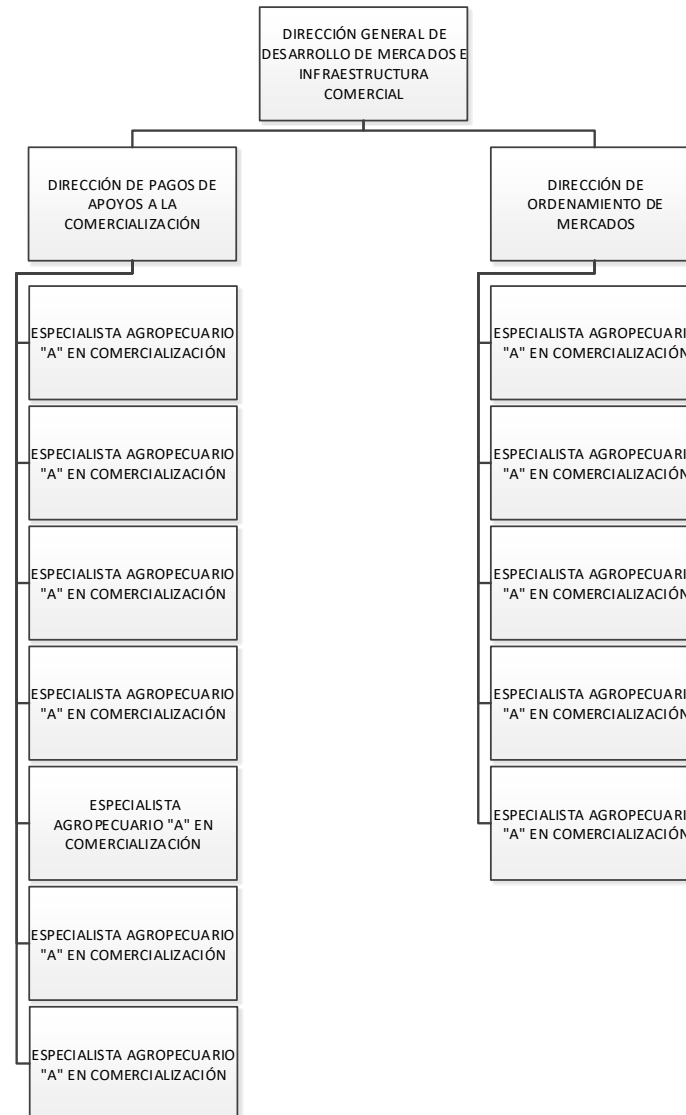 DIRECCIÓN GENERAL DE
DESARROLLO DE MERCADOS E
INFRAESTRUCTURA
COMERCIAL
DIRECCIÓN DE PAGOS DE
APOYOS A LA
COMERCIALIZACIÓN
ESPECIALISTA AGROPECUARIO
"A" EN COMERCIALIZACIÓN
ESPECIALISTA AGROPECUARIO
"A" EN COMERCIALIZACIÓN
ESPECIALISTA AGROPECUARIO
"A" EN COMERCIALIZACIÓN
ESPECIALISTA AGROPECUARIO
"A" EN COMERCIALIZACIÓN
ESPECIALISTA
AGROPECUARIO "A" EN
COMERCIALIZACIÓN
ESPECIALISTA AGROPECUARIO
"A" EN COMERCIALIZACIÓN
ESPECIALISTA AGROPECUARIO
"A" EN COMERCIALIZACIÓN
DIRECCIÓN DE
ORDENAMIENTO DE
MERCADOS
ESPECIALISTA AGROPECUARI
"A" EN COMERCIALIZACIÓN
ESPECIALISTA AGROPECUARI
"A" EN COMERCIALIZACIÓN
ESPECIALISTA AGROPECUARI
"A" EN COMERCIALIZACIÓN
ESPECIALISTA AGROPECUARI
"A" EN COMERCIALIZACIÓN
ESPECIALISTA AGROPECUARI
"A" EN COMERCIALIZACIÓN